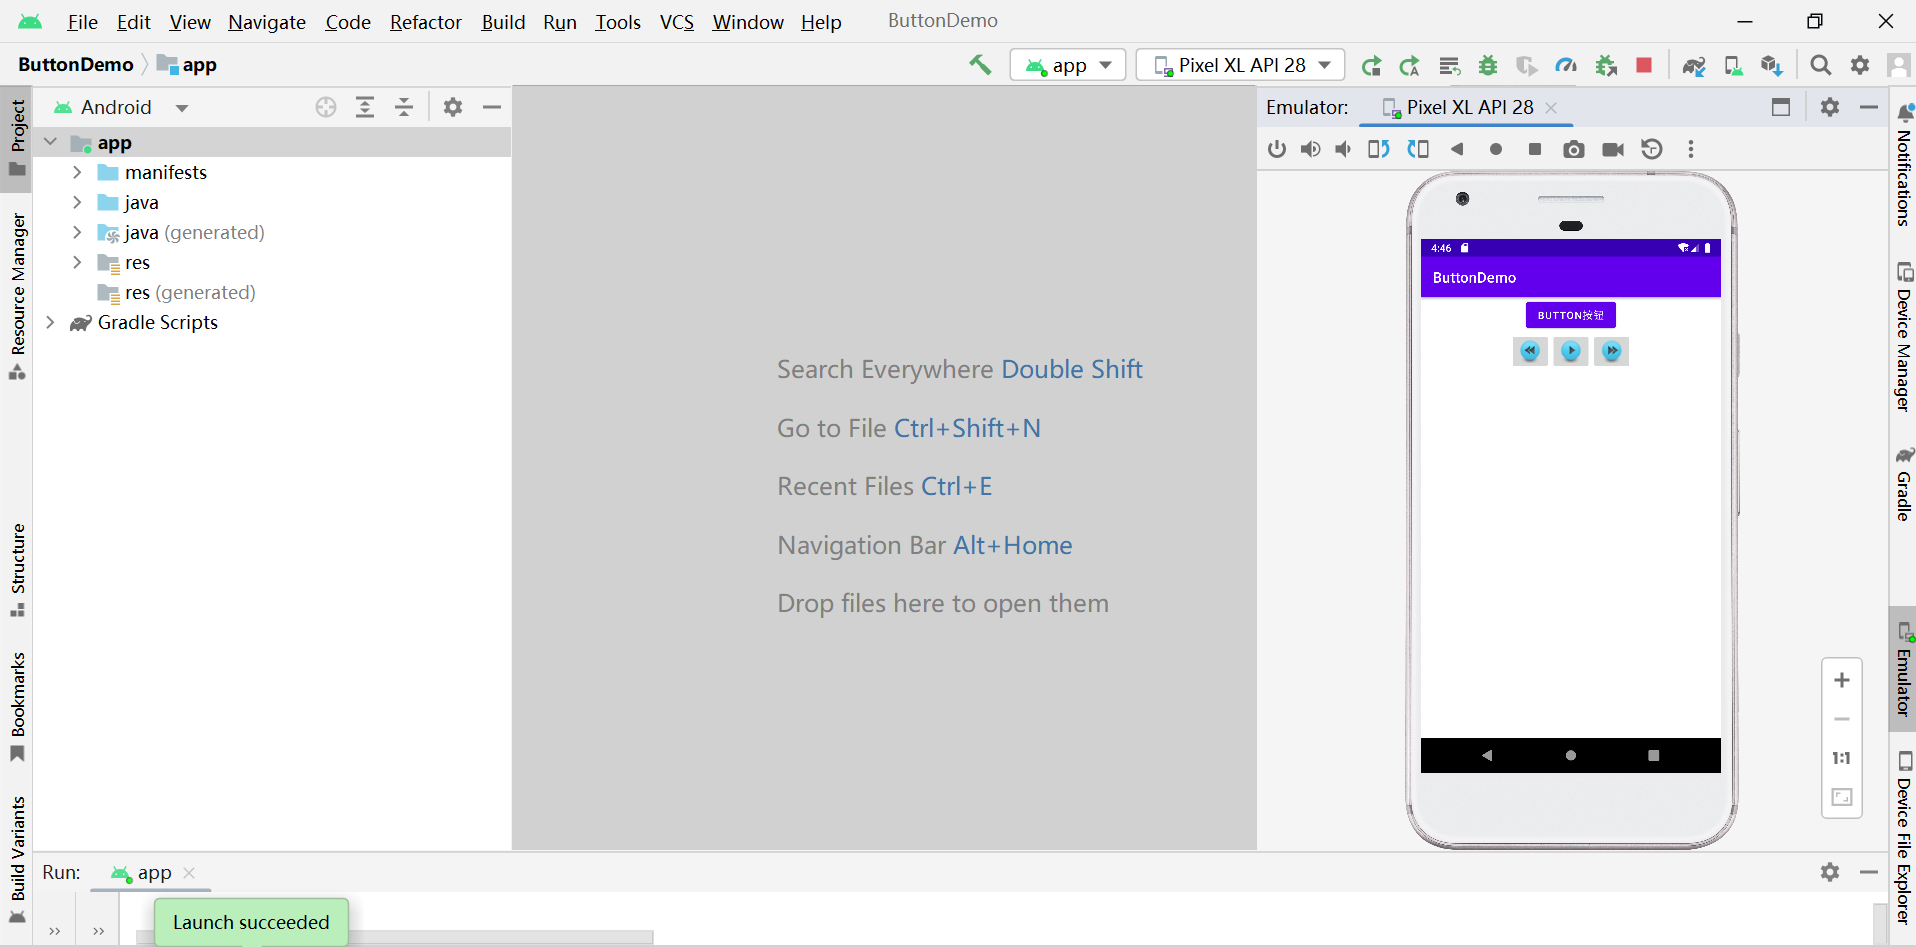 File Edit View Navigate Code Refactor Build Run Tools VCS Window Help ButtonDemo
ButtonDemo app
app Pixel XL API 28
Android
Emulator: Pixel XL API 28
Project
Resource Manager
Structure
Bookmarks
Build Variants
app
manifests
java
java (generated)
res
res (generated)
Gradle Scripts
Search Everywhere Double Shift
Go to File Ctrl+Shift+N
Recent Files Ctrl+E
Navigation Bar Alt+Home
Drop files here to open them
4:46
ButtonDemo
BUTTON按钮
1:1
Notifications
Device Manager
Gradle
Emulator
Device File Explorer
Run: app
Launch succeeded